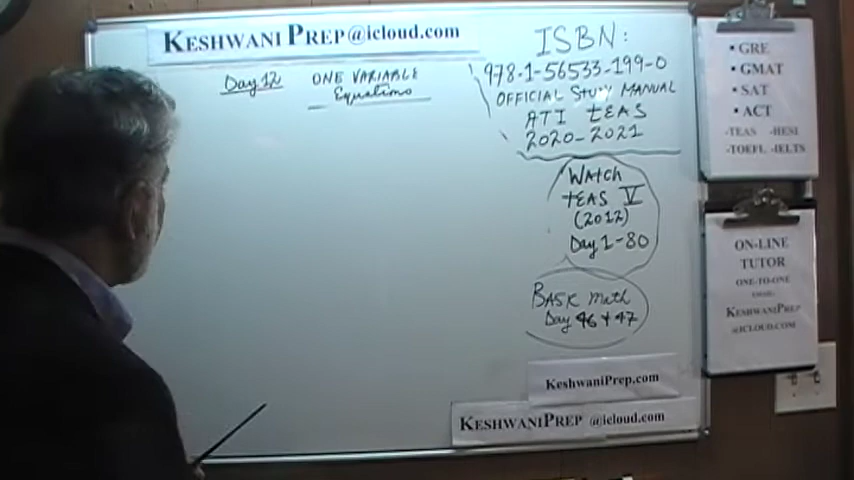 KESHWANI PREP@icloud.com
Day 12 ONE VARIABLE
Equations
ISBN:
978-1-56533-199-0
OFFICIAL Study MANUAL
ATI tEAS
2020-2021
WAtch
tEAS V
(2012)
Day 1-80
BASIC Math
Day 46 + 47
KESHWANIPREP.com
KESHWANIPREP @icloud.com
• GRE
• GMAT
• SAT
• ACT
-TEAS -HESI
-TOEFL -IELTS
ON-LINE
TUTOR
ONE-TO-ONE
KESHWANIPREP
@ICLOUD.COM